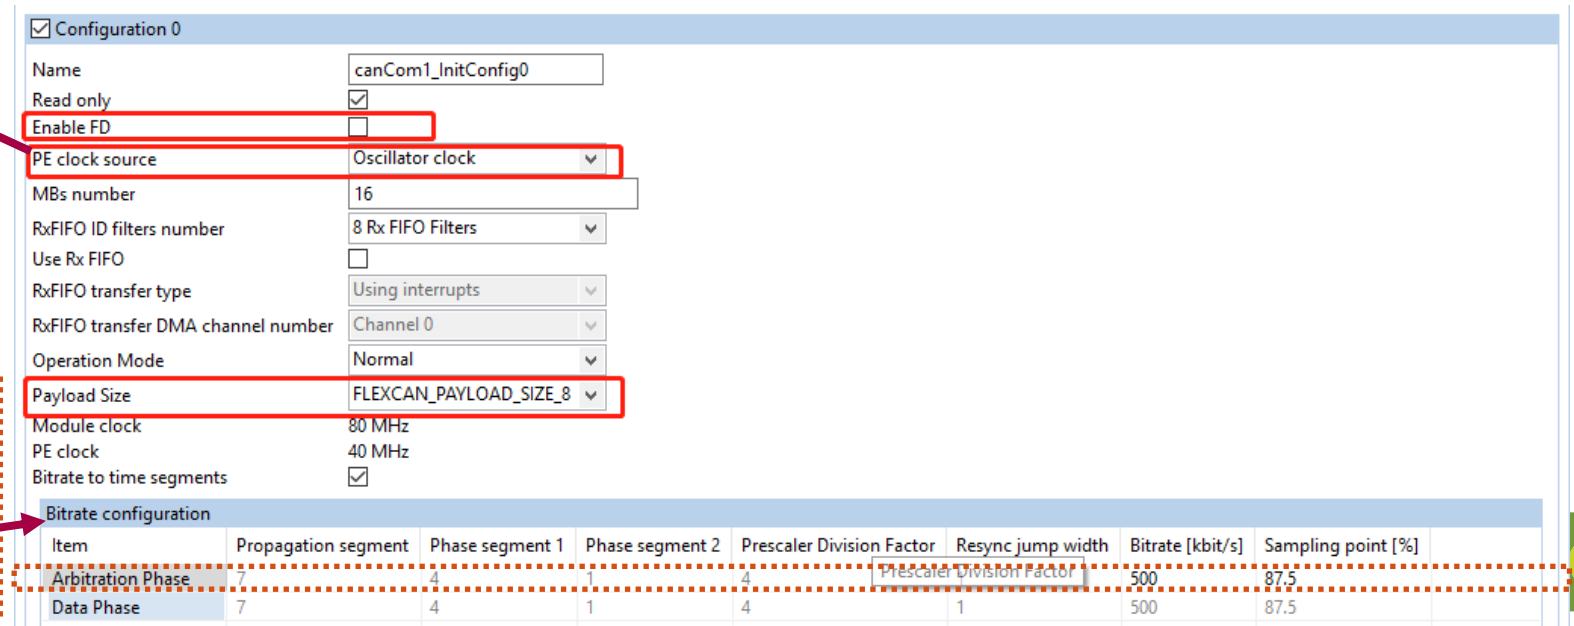 Configuration 0
Name canCom1_InitConfig0
Read only
Enable FD
PE clock source Oscillator clock
MBs number 16
RxFIFO ID filters number 8 Rx FIFO Filters
Use Rx FIFO
RxFIFO transfer type Using interrupts
RxFIFO transfer DMA channel number Channel 0
Operation Mode Normal
Payload Size FLEXCAN_PAYLOAD_SIZE_8
Module clock 80 MHz
PE clock 40 MHz
Bitrate to time segments
Bitrate configuration
Item Propagation segment Phase segment 1 Phase segment 2 Prescaler Division Factor Resync jump width Bitrate [kbit/s] Sampling point [%]
Arbitration Phase 7 4 1 4 Prescaler Division Factor 500 87.5
Data Phase 7 4 1 4 1 500 87.5